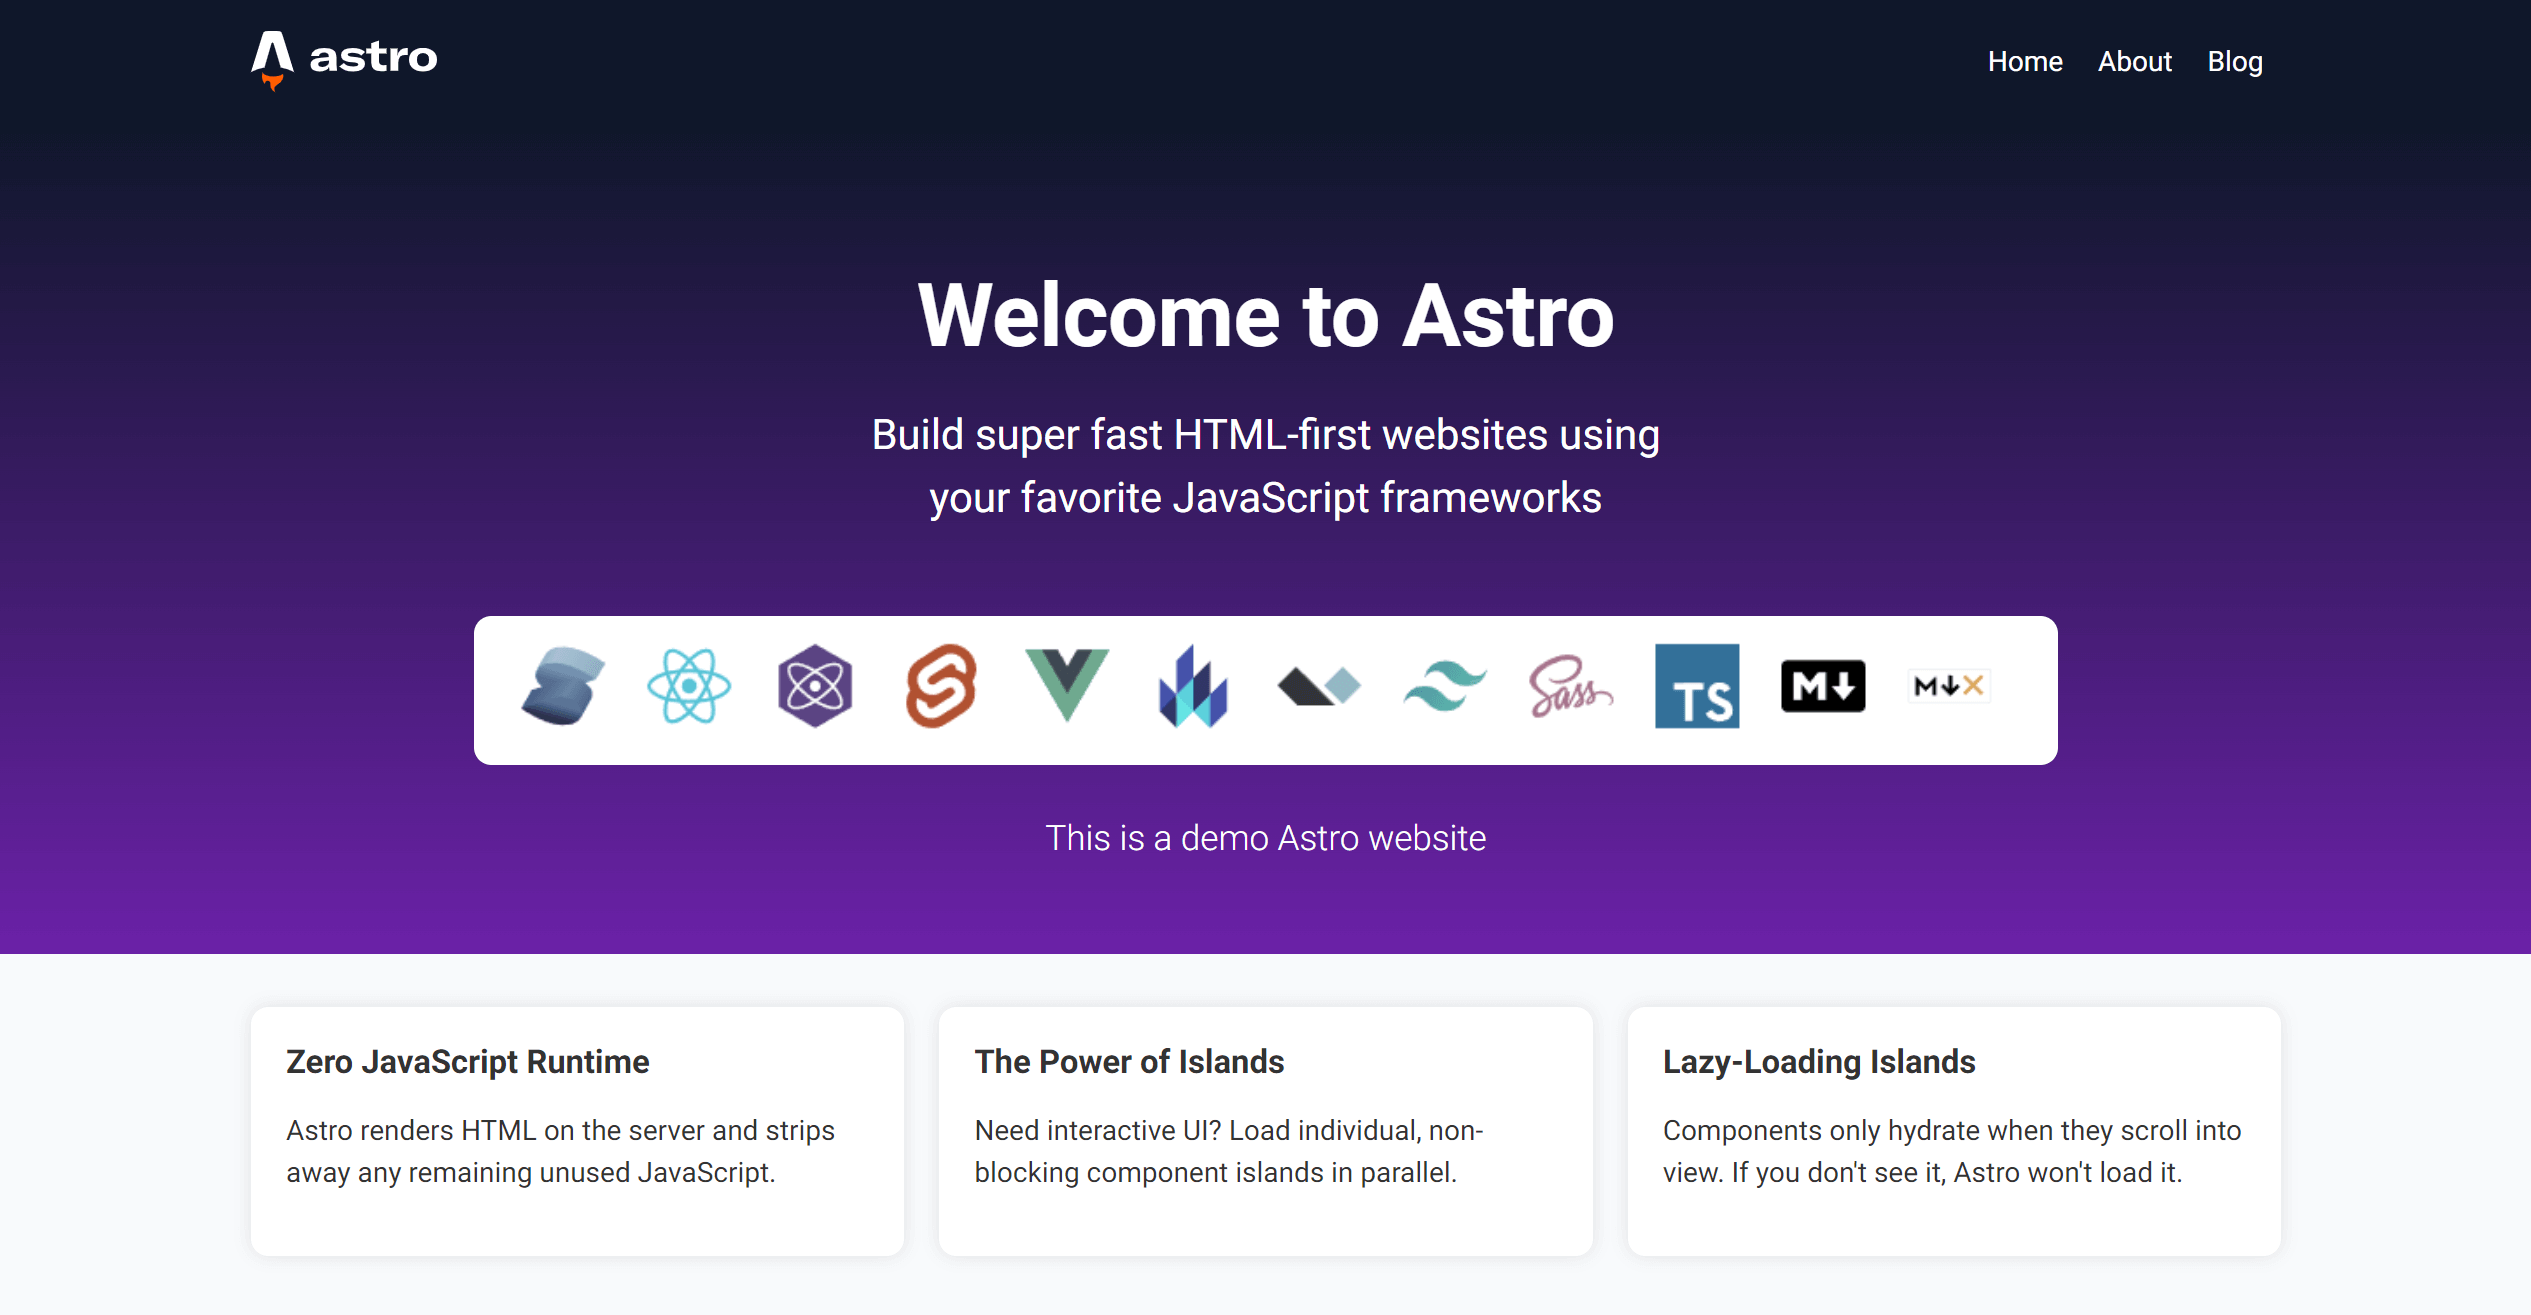 astro
Home About Blog
Welcome to Astro
Build super fast HTML-first websites using
your favorite JavaScript frameworks
Sass TS M M
This is a demo Astro website
Zero JavaScript Runtime
Astro renders HTML on the server and strips
away any remaining unused JavaScript.
The Power of Islands
Need interactive UI? Load individual, non-
blocking component islands in parallel.
Lazy-Loading Islands
Components only hydrate when they scroll into
view. If you don't see it, Astro won't load it.